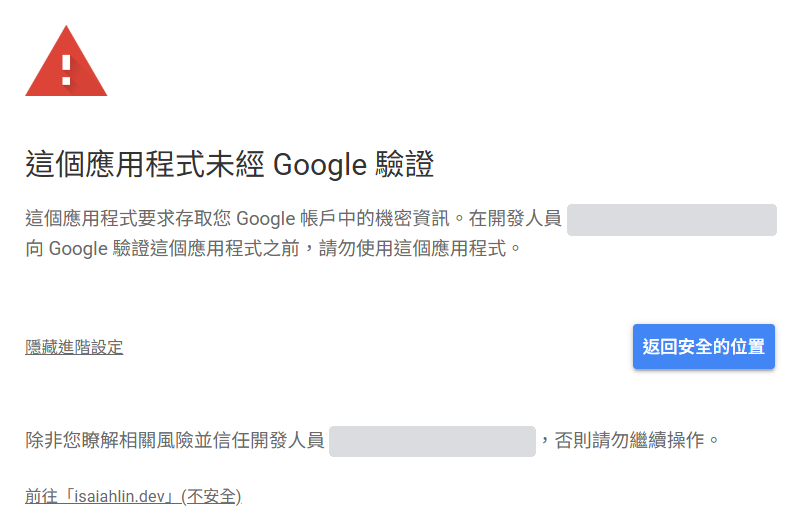 這個應用程式未經 Google 驗證
這個應用程式要求存取您 Google 帳戶中的機密資訊。在開發人員
向 Google 驗證這個應用程式之前，請勿使用這個應用程式。
隱藏進階設定
返回安全的位置
除非您瞭解相關風險並信任開發人員 ，否則請勿繼續操作。
前往「isaiahlin.dev」(不安全)